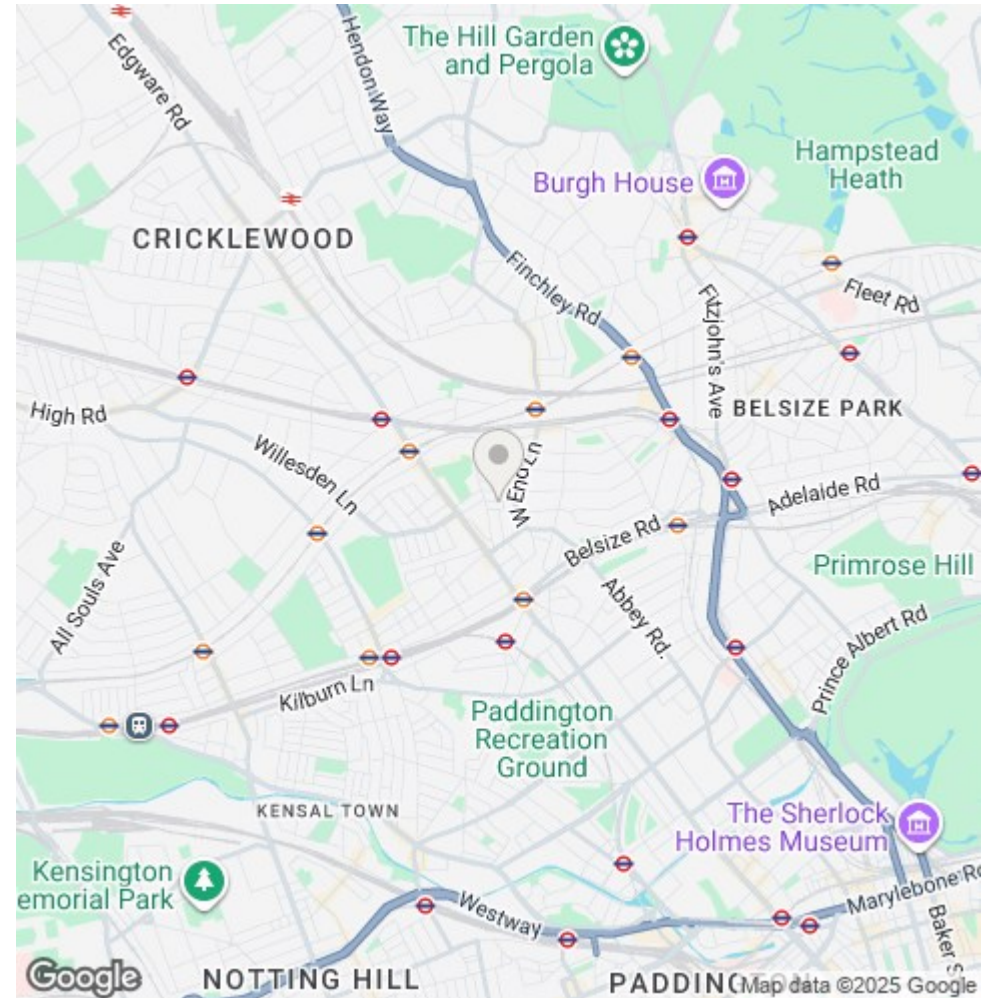 Edgware Rd
Hendon Way
The Hill Garden
and Pergola
Hampstead
Heath
Burgh House
CRICKLEWOOD
Finchley Rd
Fleet Rd
Fitzjohn's Ave
High Rd
BELSIZE PARK
Willesden Ln
W End Ln
Adelaide Rd
Belsize Rd
Primrose Hill
All Souls Ave
Abbey Rd.
Prince Albert Rd
Kilburn Ln
Paddington
Recreation
Ground
KENSAL TOWN
The Sherlock
Holmes Museum
Kensington
emorial Park
Westway
Marylebone Ro
Baker S
Google
NOTTING HILL
PADDINGTON
Map data ©2025 Google